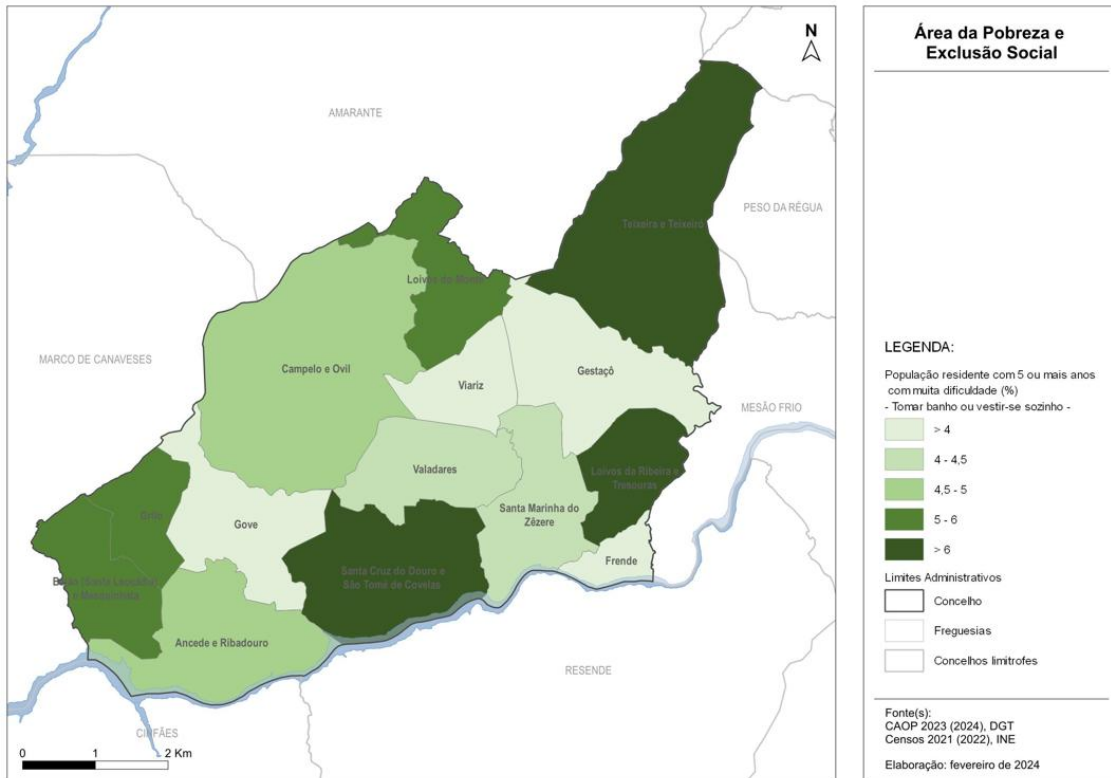 N
AMARANTE
PESO DA RÉGUA
Teixeira e Teixeiró
Loivos do Monte
MARCO DE CANAVESES
Campelo e Ovil
Viariz
Gestaçô
MESÃO FRIO
Valadares
Loivos da Ribeira e
Tresouras
Santa Marinha do
Zêzere
Grilo
Gove
Frende
Santa Cruz do Douro e
São Tomé de Covelas
Baião (Santa Leocádia)
e Mesquinhata
Ancede e Ribadouro
RESENDE
CINFÃES
0 1 2 Km
Área da Pobreza e
Exclusão Social
LEGENDA:
População residente com 5 ou mais anos
com muita dificuldade (%)
- Tomar banho ou vestir-se sozinho -
> 4
4 - 4,5
4,5 - 5
5 - 6
> 6
Limites Administrativos
Concelho
Freguesias
Concelhos limítrofes
Fonte(s):
CAOP 2023 (2024), DGT
Censos 2021 (2022), INE
Elaboração: fevereiro de 2024